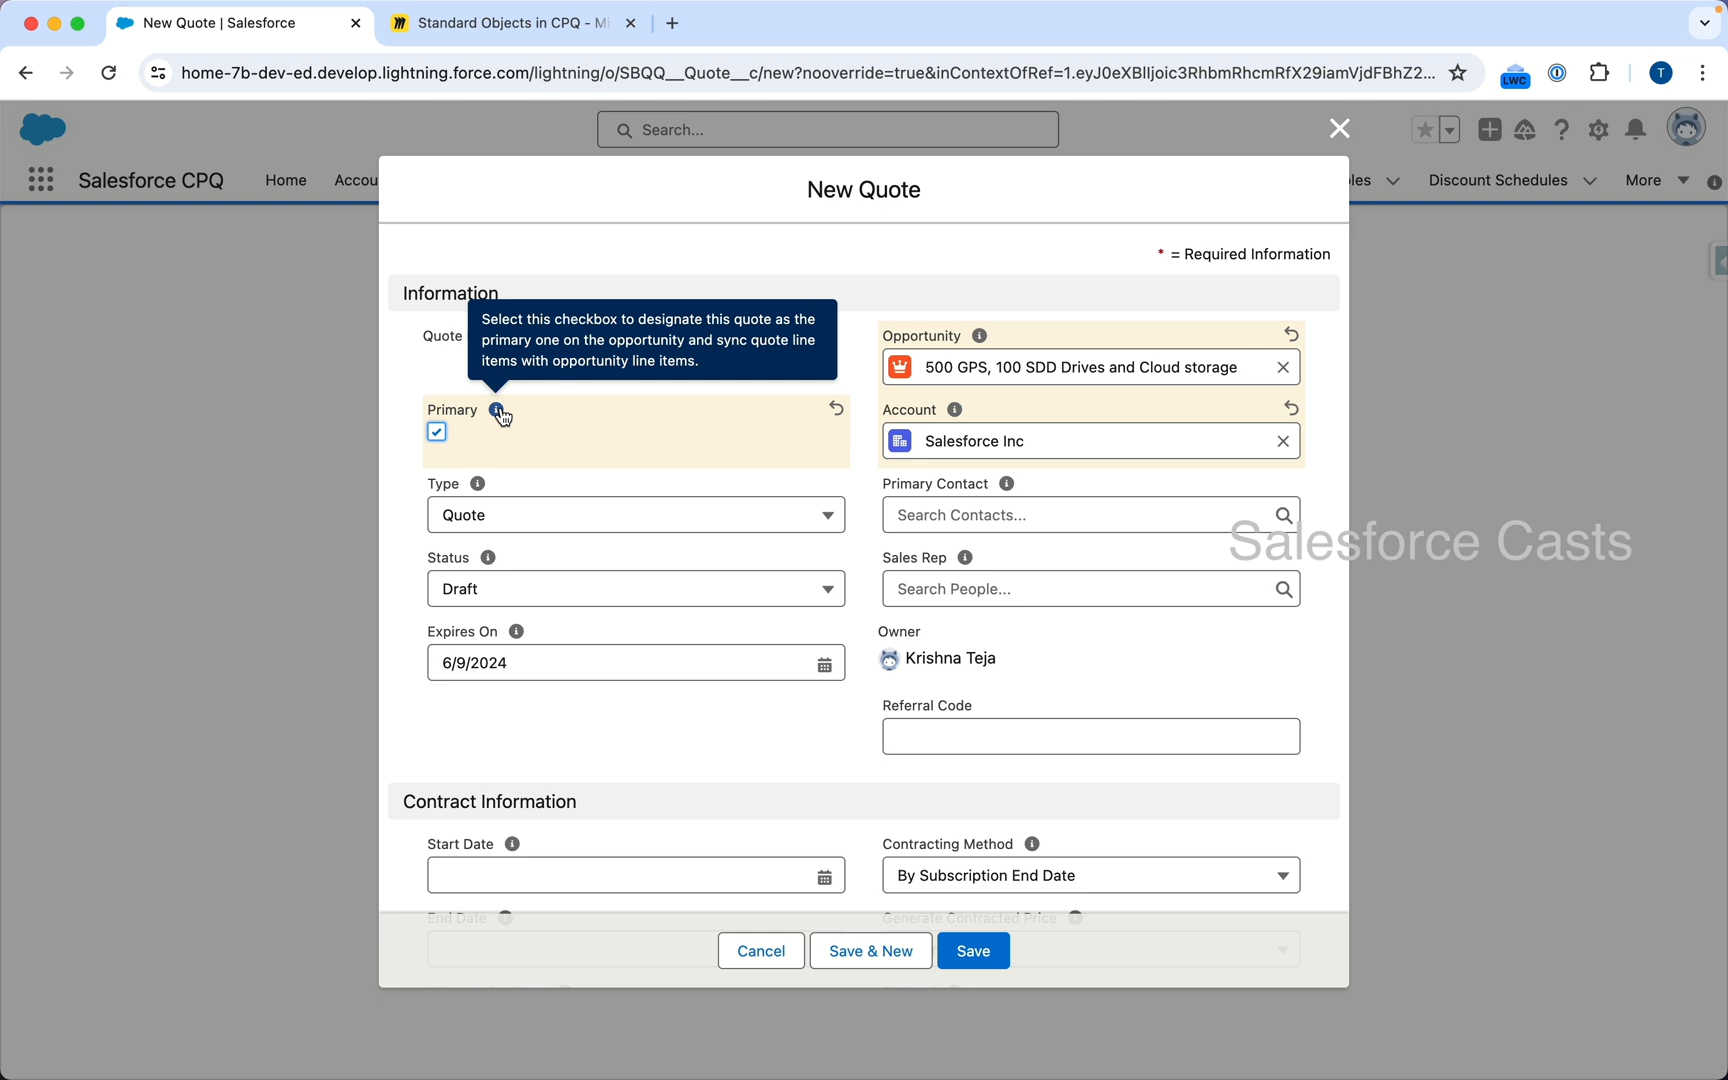 New Quote | Salesforce
Standard Objects in CPQ - Mi
home-7b-dev-ed.develop.lightning.force.com/lightning/o/SBQQ__Quote__c/new?nooverride=true&inContextOfRef=1.eyJ0eXBlIjoic3RhbmRhcmRfX29iamVjdFBhZ2...
LWC
T
Search...
Salesforce CPQ
Home
Accou
les
Discount Schedules
More
New Quote
* = Required Information
Information
Select this checkbox to designate this quote as the
primary one on the opportunity and sync quote line
items with opportunity line items.
Quote
Opportunity
500 GPS, 100 SDD Drives and Cloud storage
Primary
Account
Salesforce Inc
Type
Quote
Primary Contact
Search Contacts...
Salesforce Casts
Status
Draft
Sales Rep
Search People...
Expires On
6/9/2024
Owner
Krishna Teja
Referral Code
Contract Information
Start Date
Contracting Method
By Subscription End Date
End Date
Generate Contracted Price
Cancel
Save & New
Save